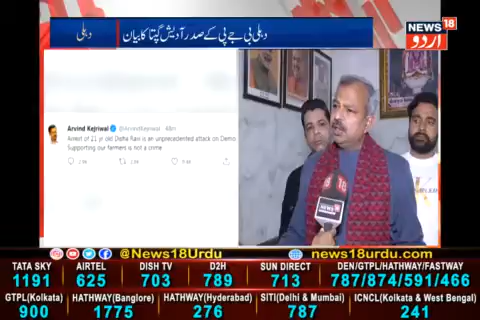 دہلی بی جے پی کے صدر آدیش گپتا کا بیان
دہلی
NEWS 18
اردو
Arvind Kejriwal @ArvindKejriwal
Arrest of 21 yr old Disha Ravi is an unprecedented attack on Demo
Supporting our farmers is not a crime
18
NEWS 18
@News18Urdu
news18urdu.com
TATA SKY AIRTEL DISH TV D2H SUN DIRECT DEN/GTPL/HATHWAY/FASTWAY
1191 625 703 789 713 787/874/591/466
GTPL(Kolkata) HATHWAY(Banglore) HATHWAY(Hyderabad) SITI(Delhi & Mumbai) ICNCL(Kolkata & West Bengal)
900 1775 276 787 241